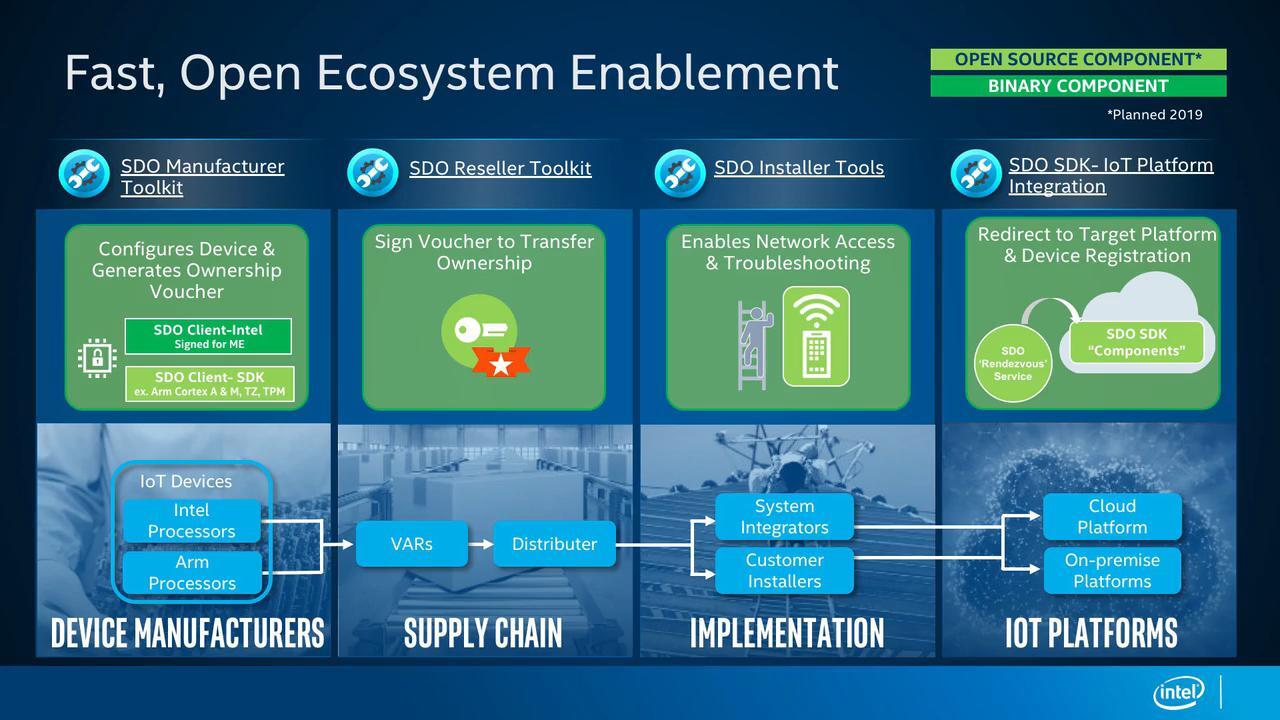 Fast, Open Ecosystem Enablement
OPEN SOURCE COMPONENT*
BINARY COMPONENT
*Planned 2019
SDO Manufacturer
Toolkit
SDO Reseller Toolkit
SDO Installer Tools
SDO SDK- IoT Platform
Integration
Configures Device &
Generates Ownership
Voucher
SDO Client-Intel
Signed for ME
SDO Client- SDK
ex. Arm Cortex A & M, TZ, TPM
Sign Voucher to Transfer
Ownership
Enables Network Access
& Troubleshooting
Redirect to Target Platform
& Device Registration
SDO
'Rendezvous'
Service
SDO SDK
“Components”
IoT Devices
Intel
Processors
Arm
Processors
VARs
Distributer
System
Integrators
Customer
Installers
Cloud
Platform
On-premise
Platforms
DEVICE MANUFACTURERS
SUPPLY CHAIN
IMPLEMENTATION
IOT PLATFORMS
intel